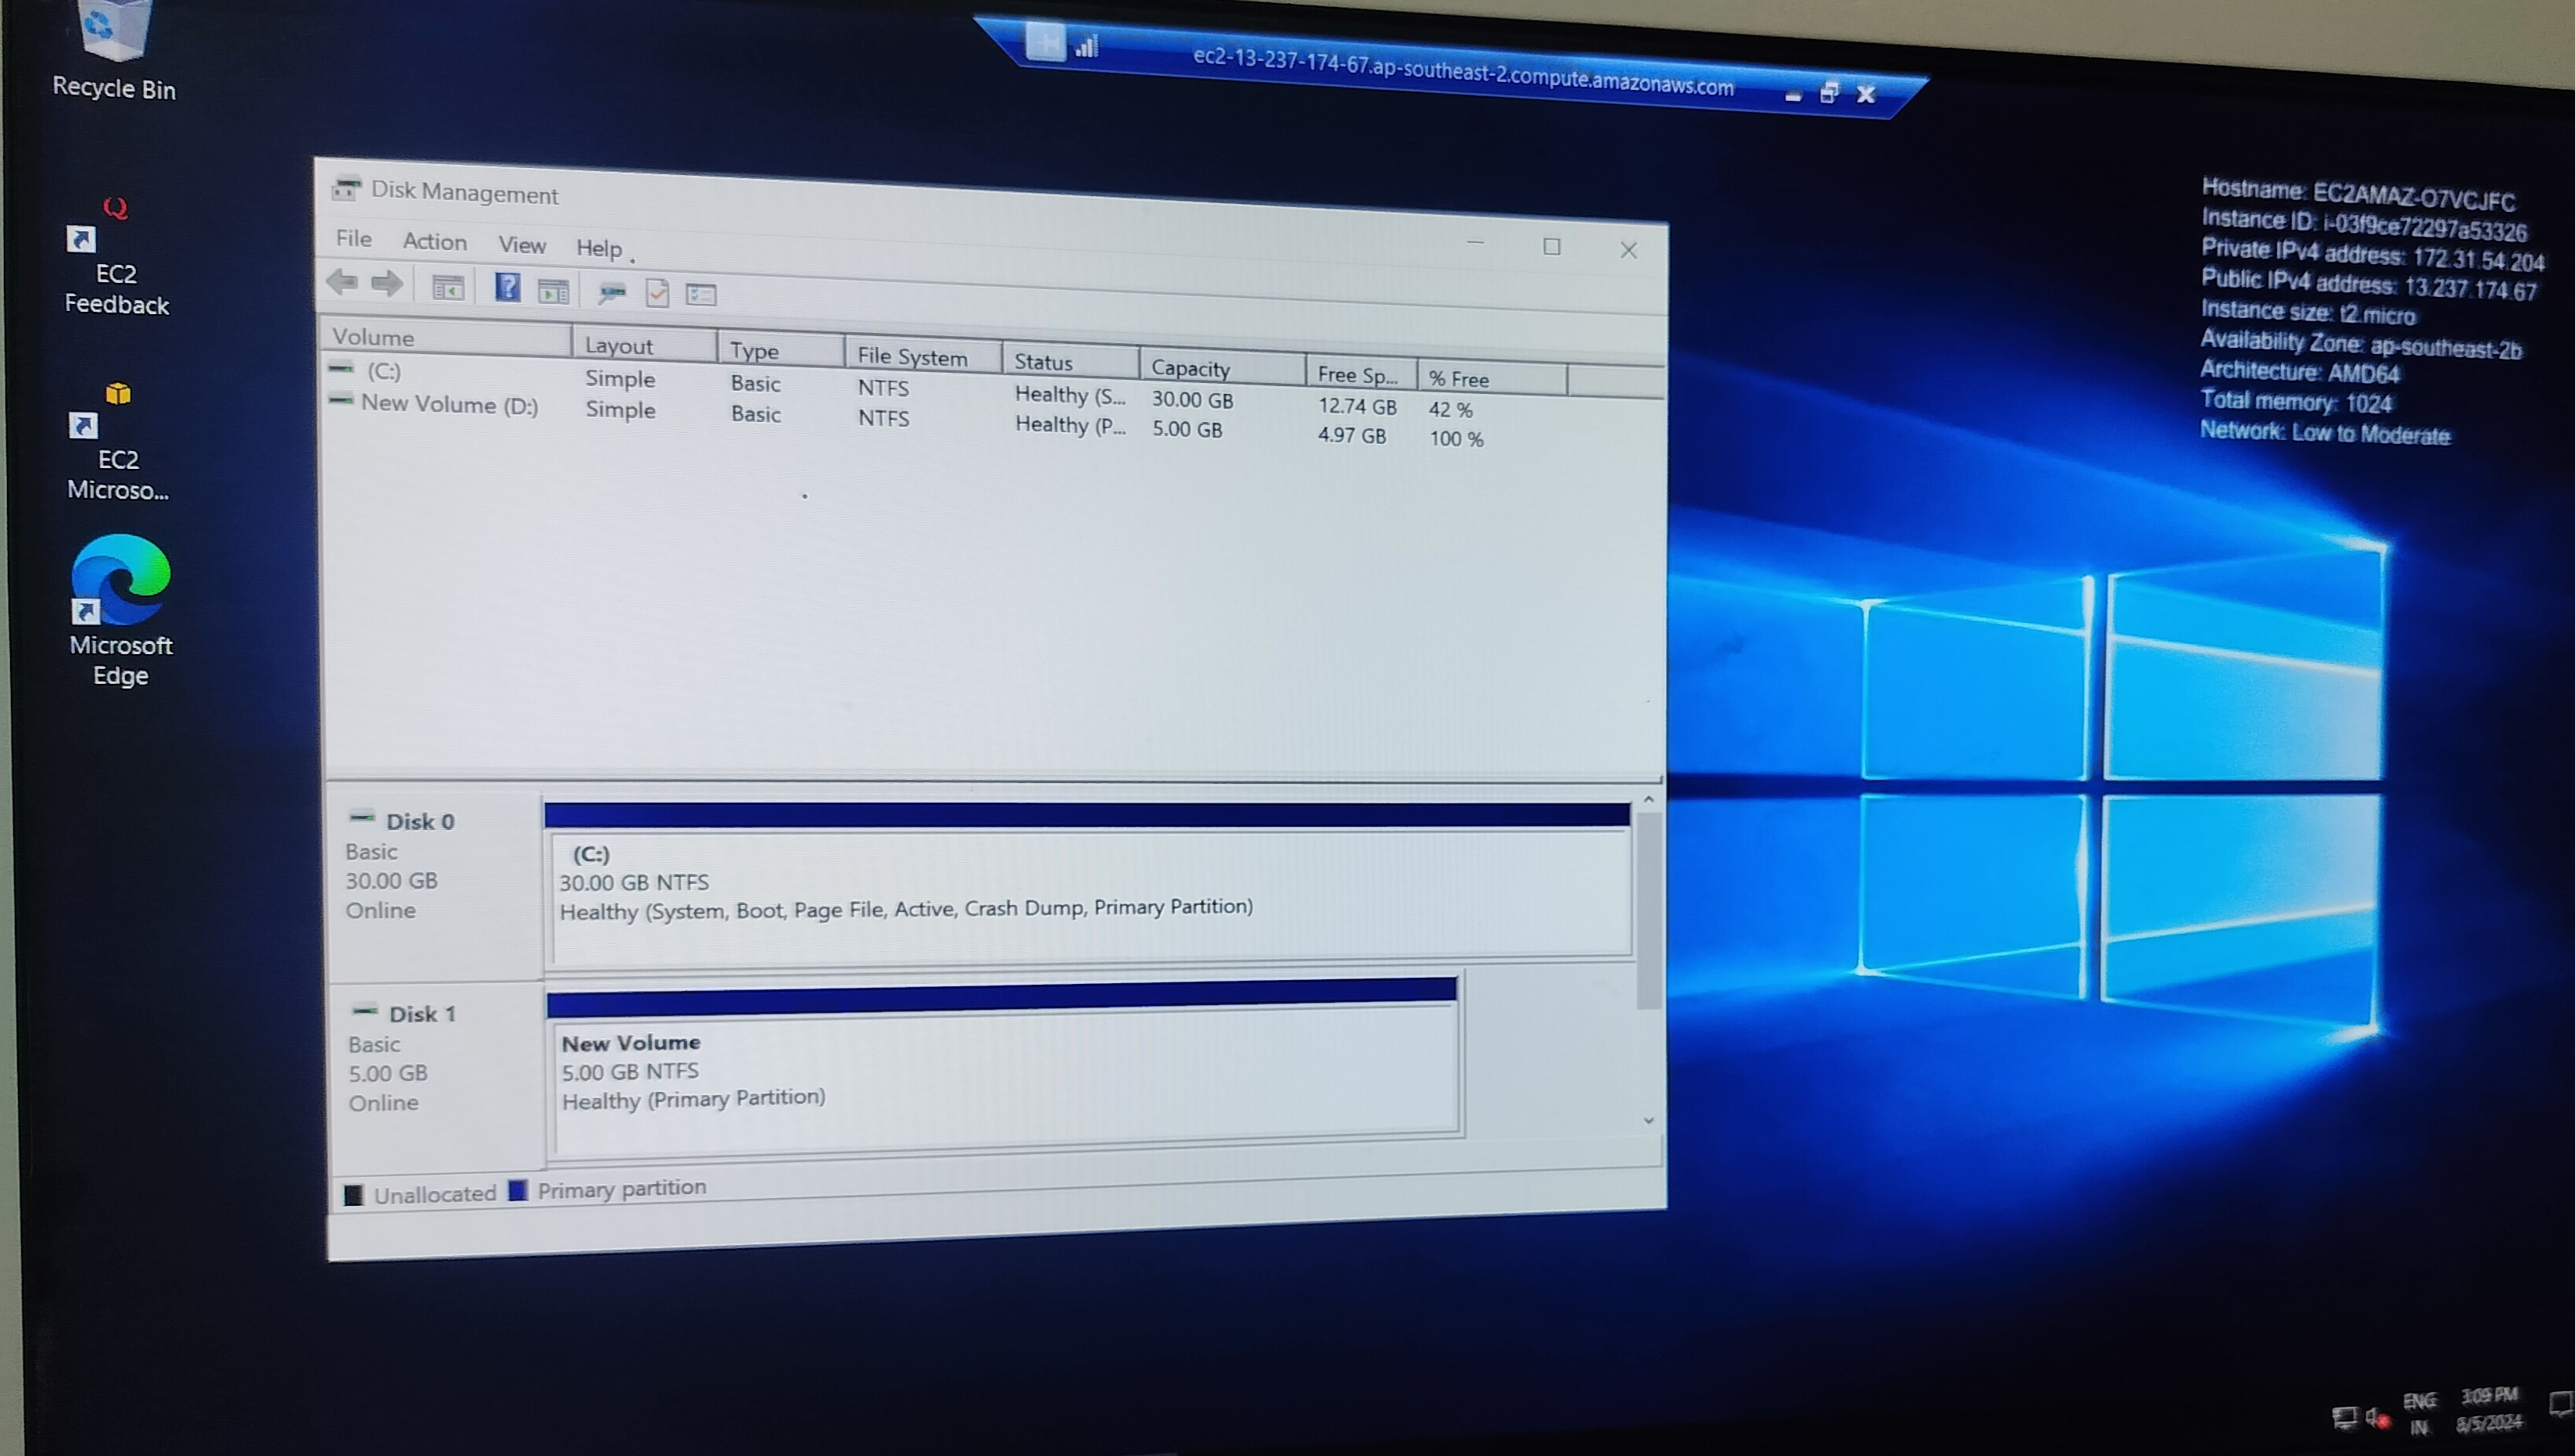 Recycle Bin
ec2-13-237-174-67.ap-southeast-2.compute.amazonaws.com
EC2
Feedback
EC2
Microso...
Microsoft
Edge
Hostname: EC2AMAZ-O7VCJFC
Instance ID: i-03f9ce72297a53326
Private IPv4 address: 172.31.54.204
Public IPv4 address: 13.237.174.67
Instance size: t2.micro
Availability Zone: ap-southeast-2b
Architecture: AMD64
Total memory: 1024
Network: Low to Moderate
Disk Management
File Action View Help
Volume Layout Type File System Status Capacity Free Sp... % Free
(C:) Simple Basic NTFS Healthy (S... 30.00 GB 12.74 GB 42 %
New Volume (D:) Simple Basic NTFS Healthy (P... 5.00 GB 4.97 GB 100 %
Disk 0
Basic
30.00 GB
Online
(C:)
30.00 GB NTFS
Healthy (System, Boot, Page File, Active, Crash Dump, Primary Partition)
Disk 1
Basic
5.00 GB
Online
New Volume
5.00 GB NTFS
Healthy (Primary Partition)
Unallocated Primary partition
ENG
IN
3:09 PM
8/5/2024